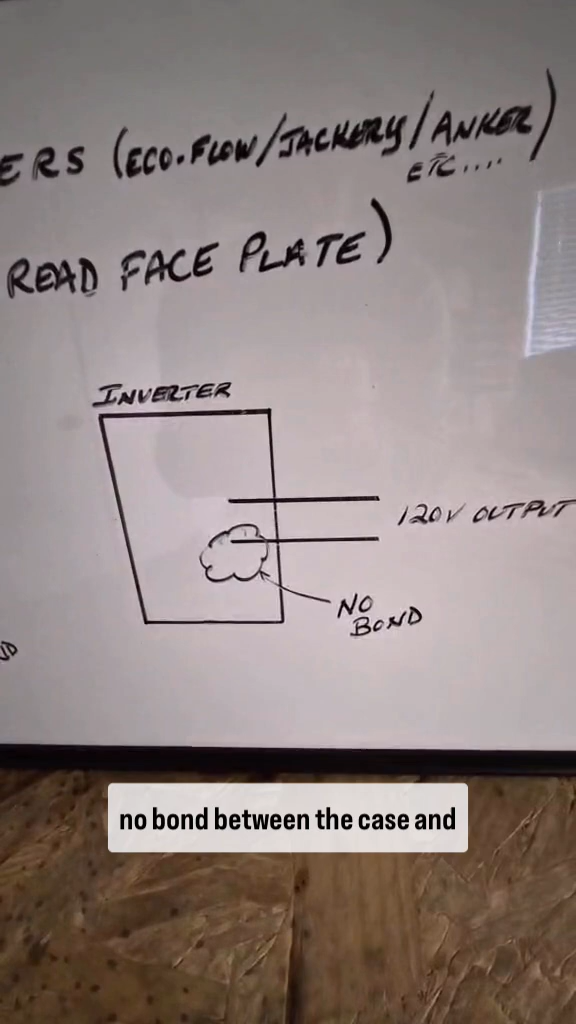 ERS (ECO-FLOW/JACKERY/ANKER)
ETC....
READ FACE PLATE)
INVERTER
120V OUTPUT
NO
BOND
no bond between the case and